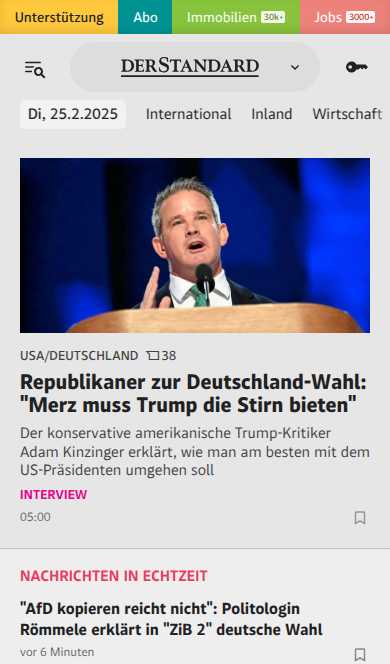 Unterstützung
Abo
Immobilien 30k+
Jobs 3000+
DERSTANDARD
Di, 25.2.2025 International Inland Wirtschaft
USA/DEUTSCHLAND 38
Republikaner zur Deutschland-Wahl:
"Merz muss Trump die Stirn bieten"
Der konservative amerikanische Trump-Kritiker
Adam Kinzinger erklärt, wie man am besten mit dem
US-Präsidenten umgehen soll
INTERVIEW
05:00
NACHRICHTEN IN ECHTZEIT
"AfD kopieren reicht nicht": Politologin
Römmele erklärt in "ZiB 2" deutsche Wahl
vor 6 Minuten